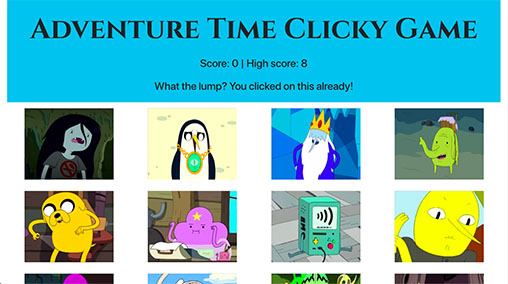 Adventure Time Clicky Game
Score: 0 | High score: 8
What the lump? You clicked on this already!